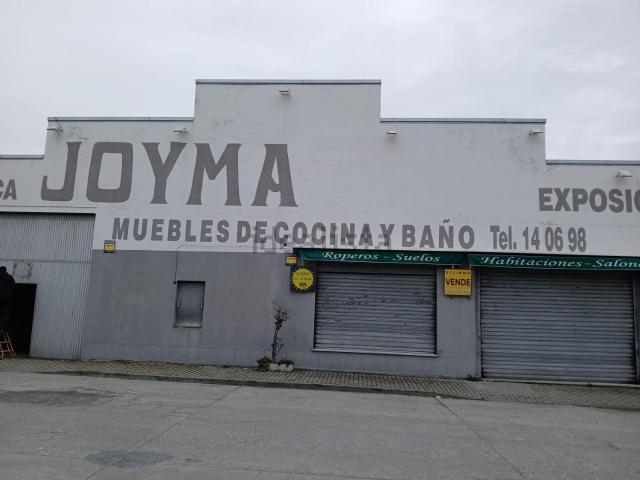 CA JOYMA EXPOSIC
MUEBLES DE COCINA Y BAÑO Tel. 14 06 98
Roperos - Suelos
Habitaciones - Salon
VENDE